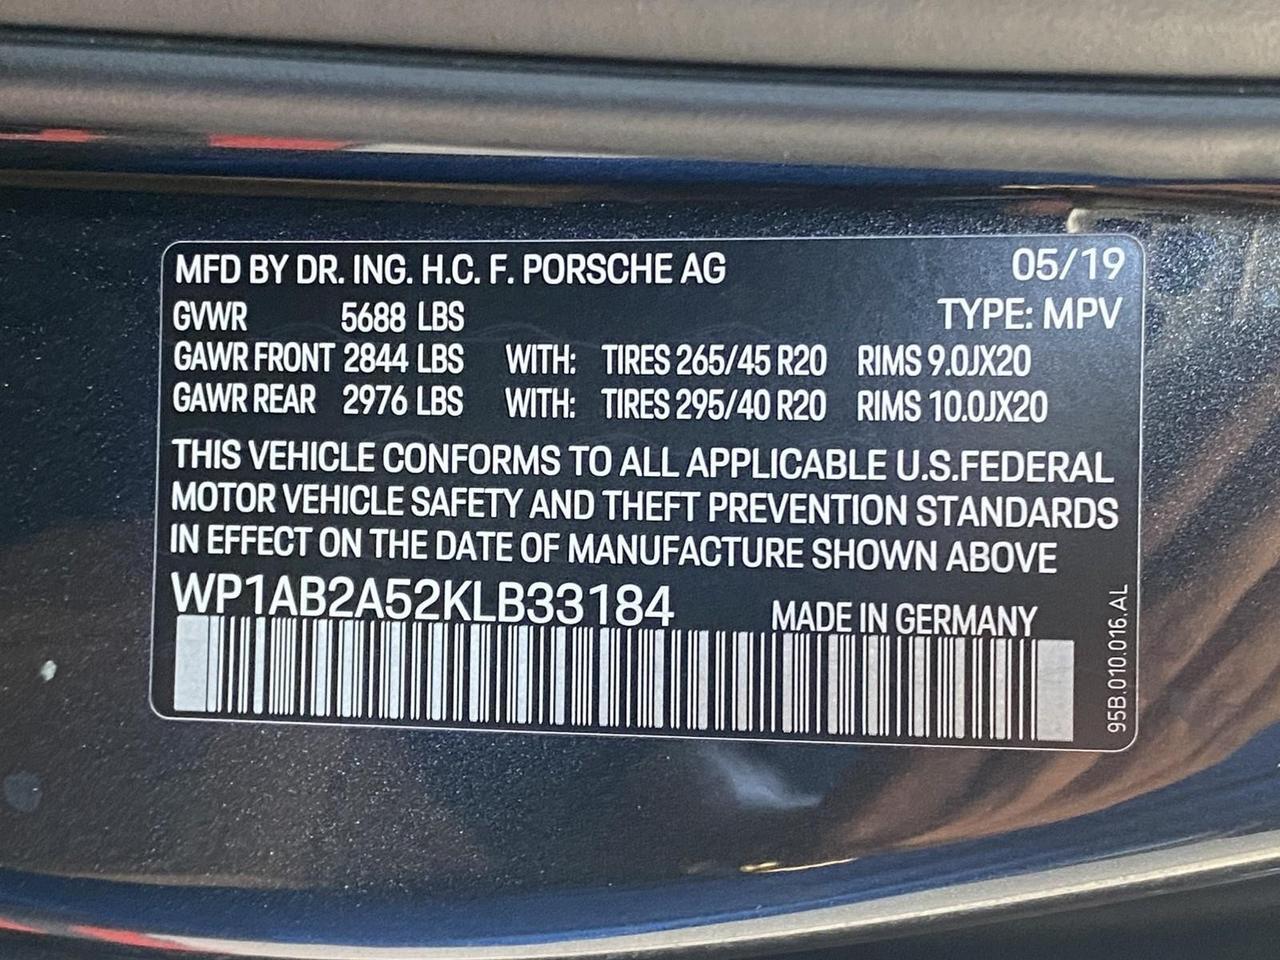 MFD BY DR. ING. H.C. F. PORSCHE AG 05/19
GVWR 5688 LBS TYPE: MPV
GAWR FRONT 2844 LBS WITH: TIRES 265/45 R20 RIMS 9.0JX20
GAWR REAR 2976 LBS WITH: TIRES 295/40 R20 RIMS 10.0JX20
THIS VEHICLE CONFORMS TO ALL APPLICABLE U.S.FEDERAL
MOTOR VEHICLE SAFETY AND THEFT PREVENTION STANDARDS
IN EFFECT ON THE DATE OF MANUFACTURE SHOWN ABOVE
WP1AB2A52KLB33184 MADE IN GERMANY
95B.010.016.AL